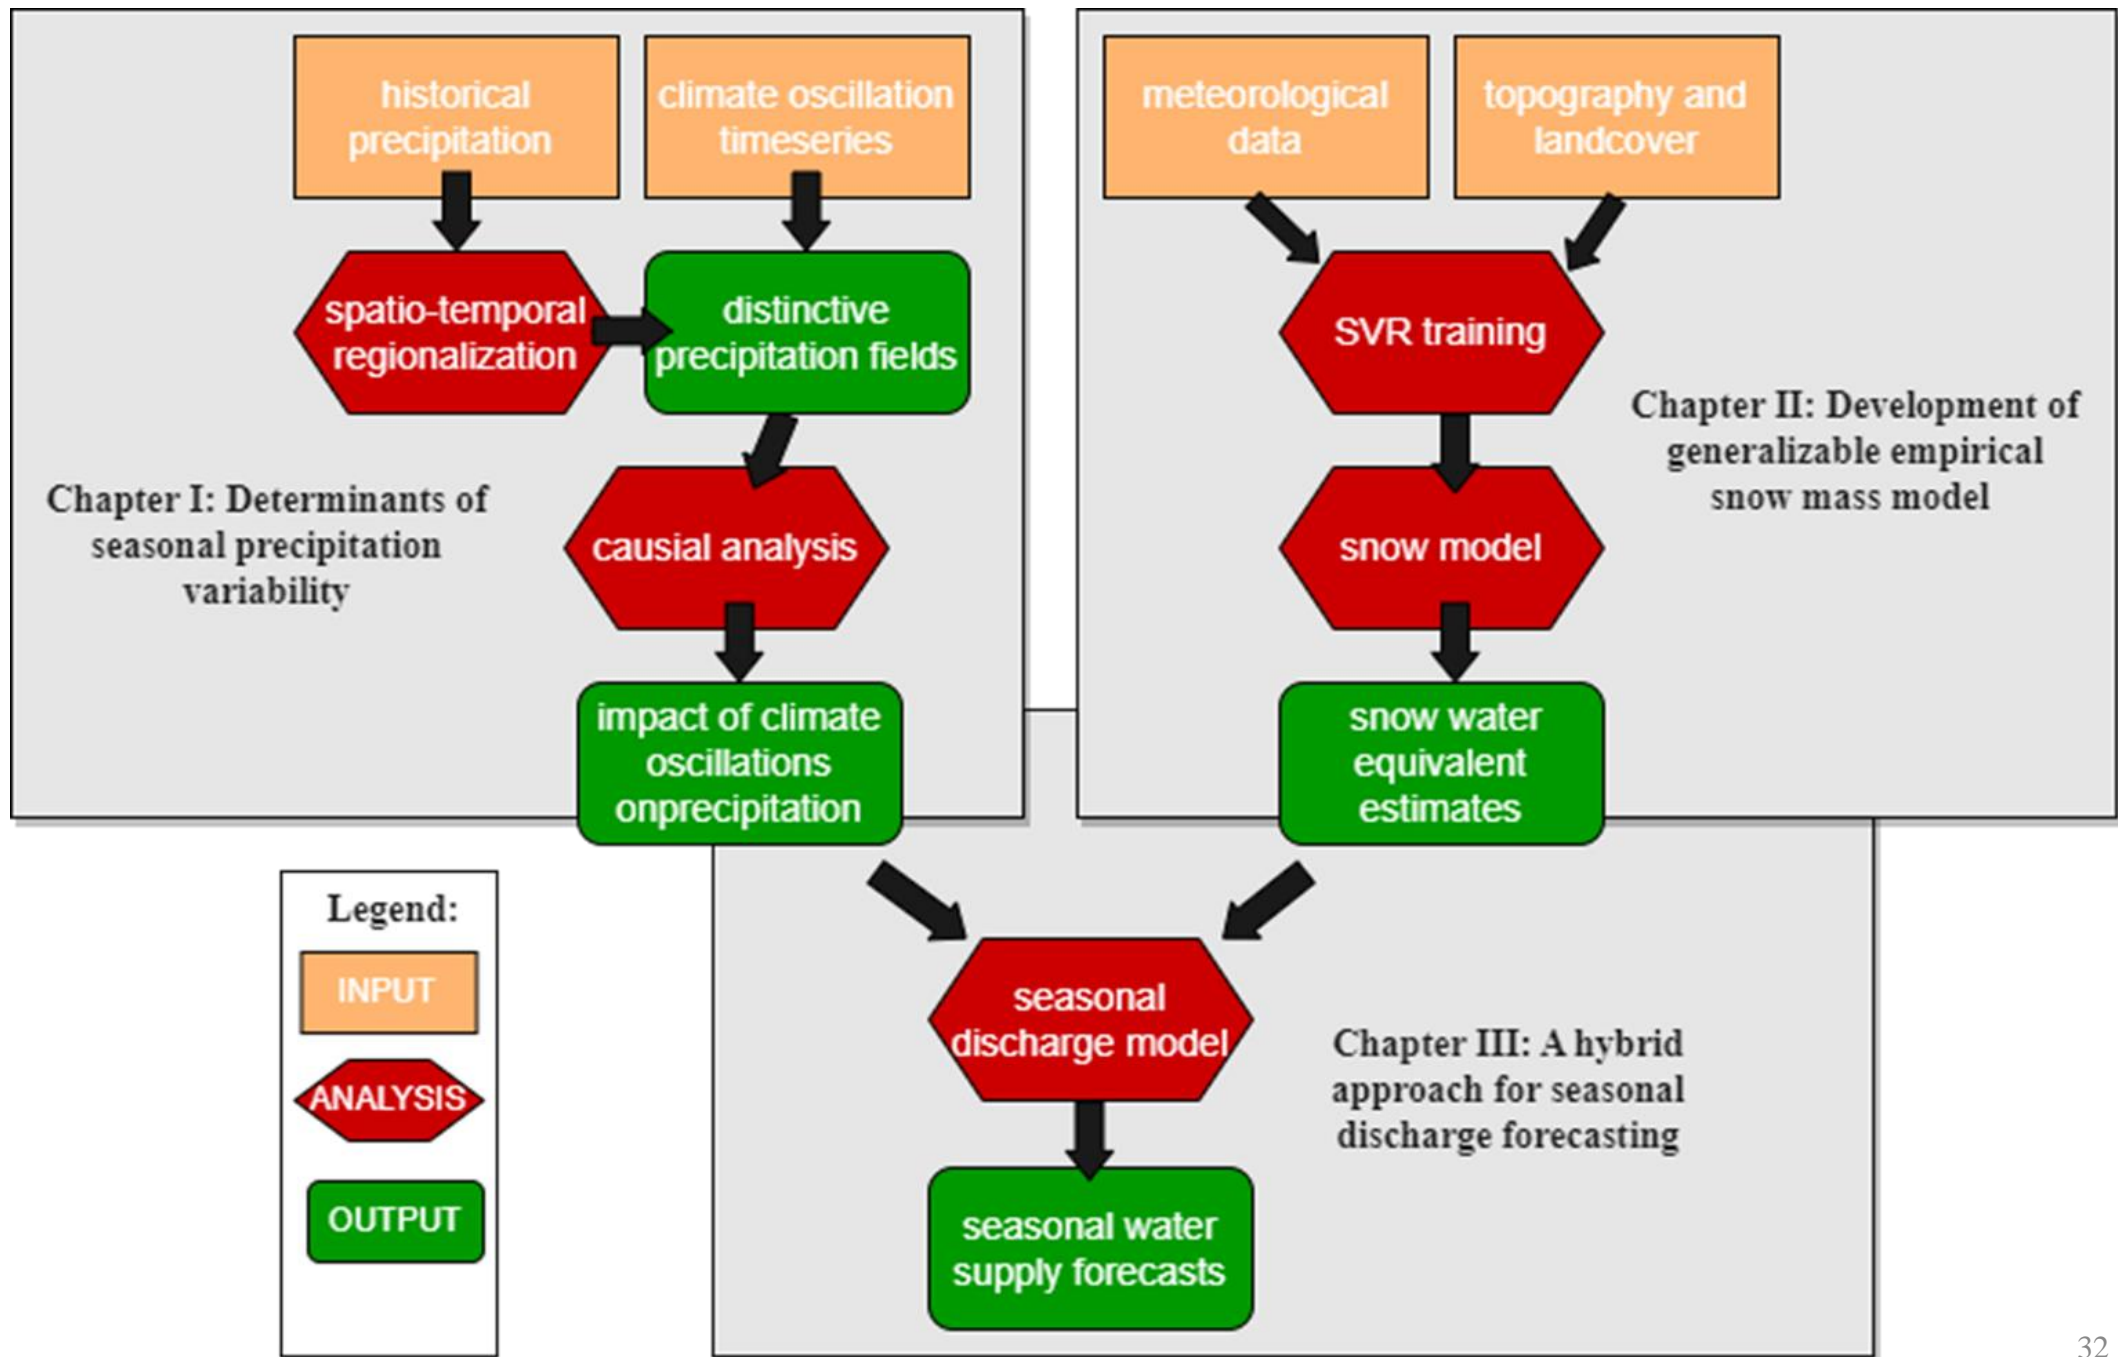 historical
precipitation
climate oscillation
timeseries
meteorological
data
topography and
landcover
spatio-temporal
regionalization
distinctive
precipitation fields
SVR training
Chapter I: Determinants of
seasonal precipitation
variability
causial analysis
snow model
Chapter II: Development of
generalizable empirical
snow mass model
impact of climate
oscillations
onprecipitation
snow water
equivalent
estimates
Legend:
INPUT
ANALYSIS
OUTPUT
seasonal
discharge model
Chapter III: A hybrid
approach for seasonal
discharge forecasting
seasonal water
supply forecasts
32